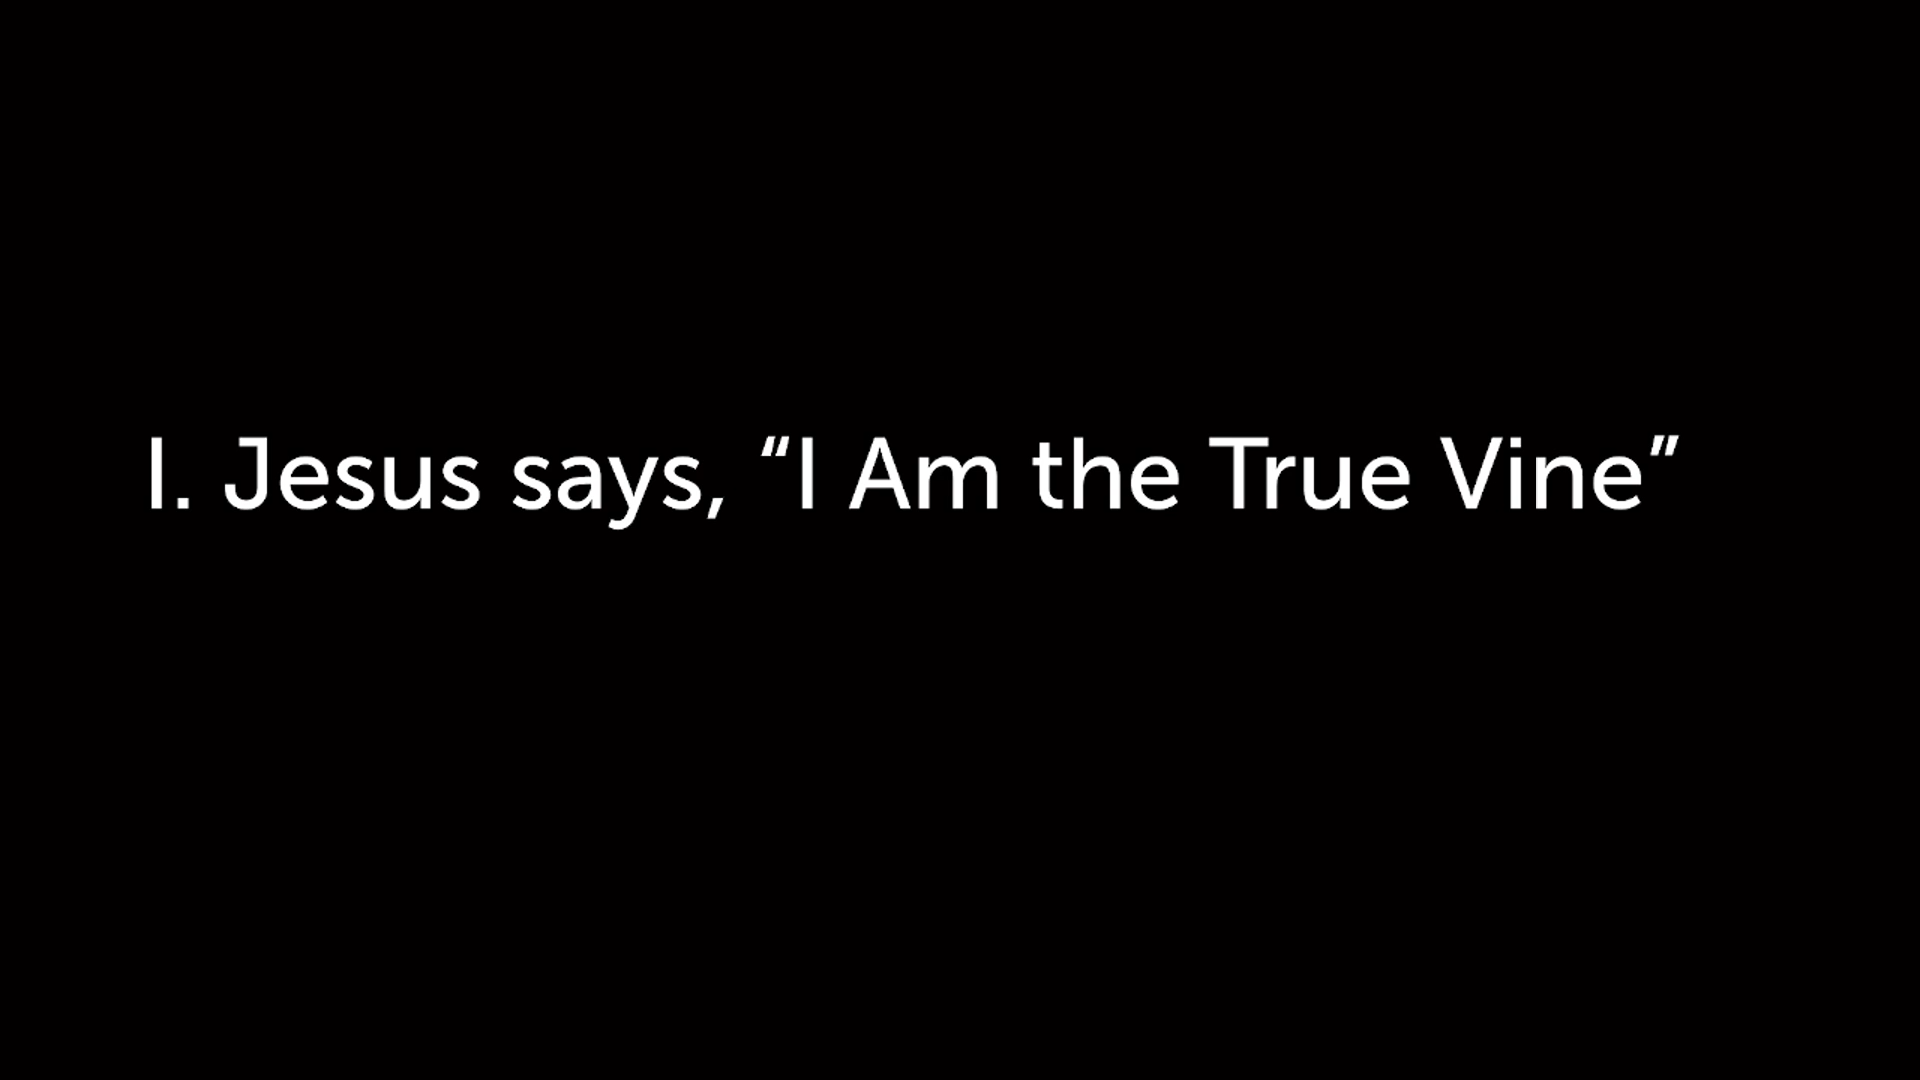 I. Jesus says, “I Am the True Vine”